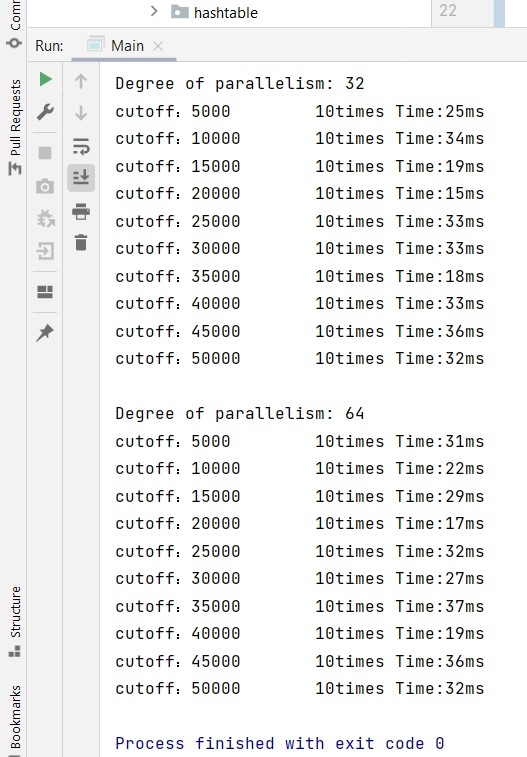 hashtable
22
Comm
Pull Requests
Structure
Bookmarks
Run:
Main
Degree of parallelism: 32
cutoff：5000 10times Time:25ms
cutoff：10000 10times Time:34ms
cutoff：15000 10times Time:19ms
cutoff：20000 10times Time:15ms
cutoff：25000 10times Time:33ms
cutoff：30000 10times Time:33ms
cutoff：35000 10times Time:18ms
cutoff：40000 10times Time:33ms
cutoff：45000 10times Time:36ms
cutoff：50000 10times Time:32ms
Degree of parallelism: 64
cutoff：5000 10times Time:31ms
cutoff：10000 10times Time:22ms
cutoff：15000 10times Time:29ms
cutoff：20000 10times Time:17ms
cutoff：25000 10times Time:32ms
cutoff：30000 10times Time:27ms
cutoff：35000 10times Time:37ms
cutoff：40000 10times Time:19ms
cutoff：45000 10times Time:36ms
cutoff：50000 10times Time:32ms
Process finished with exit code 0